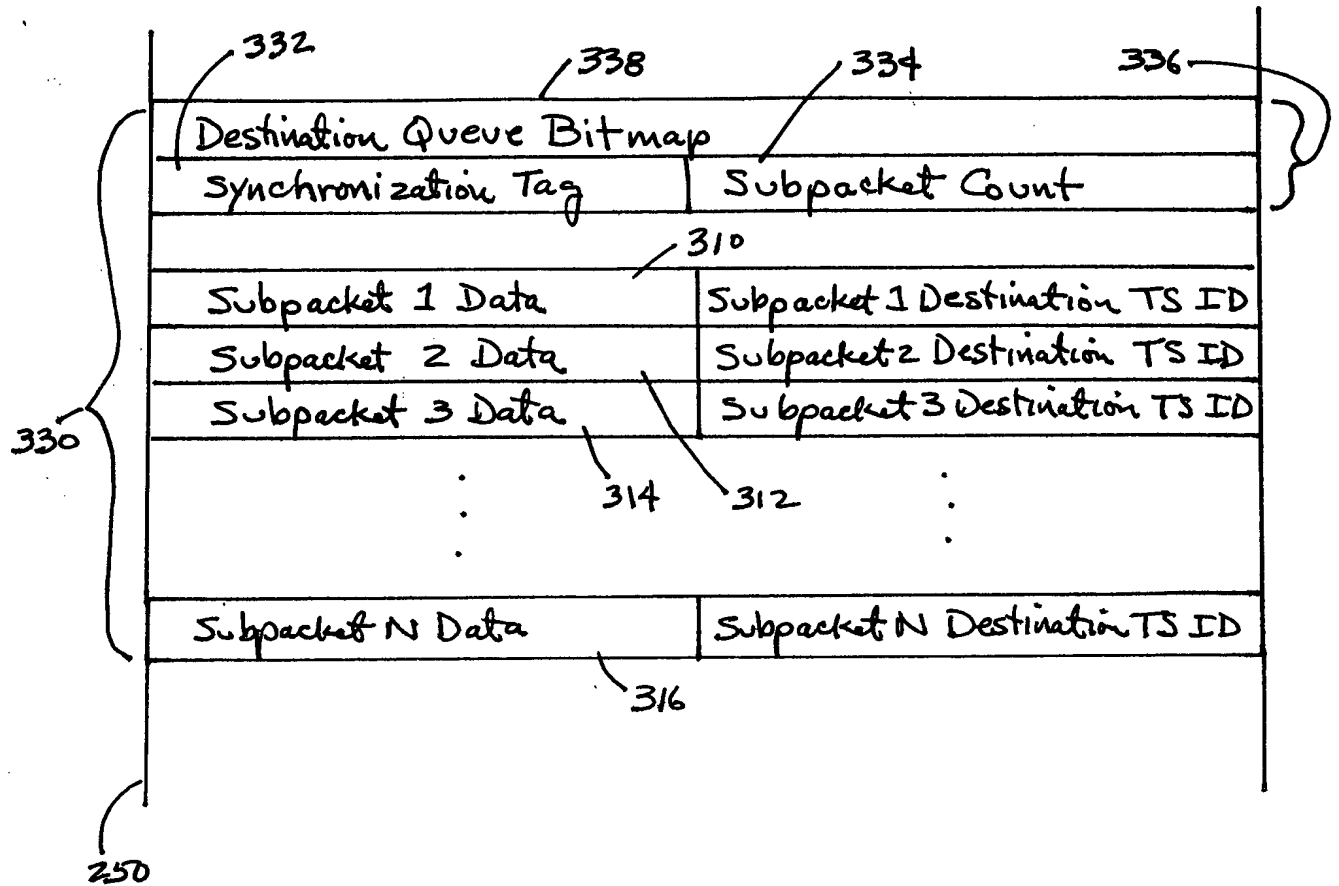 332
338
334
336
Destination Queue Bitmap
Synchronization Tag Subpacket Count
310
Subpacket 1 Data Subpacket 1 Destination TS ID
Subpacket 2 Data Subpacket 2 Destination TS ID
Subpacket 3 Data Subpacket 3 Destination TS ID
330
314
312
Subpacket N Data Subpacket N Destination TS ID
316
250